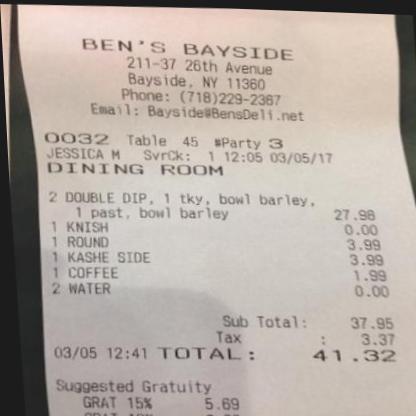 BEN'S BAYSIDE
211-37 26th Avenue
Bayside, NY 11360
Phone: (718)229-2367
Email: Bayside@BensDeli.net
0032 Table 45 #Party 3
JESSICA M SvrCk: 1 12:05 03/05/17
DINING ROOM
2 DOUBLE DIP, 1 tky, bowl barley,
1 past, bowl barley 27.98
1 KNISH 0.00
1 ROUND 3.99
1 KASHE SIDE 3.99
1 COFFEE 1.99
2 WATER 0.00
Sub Total: 37.95
Tax : 3.37
03/05 12:41 TOTAL: 41.32
Suggested Gratuity
GRAT 15% 5.69